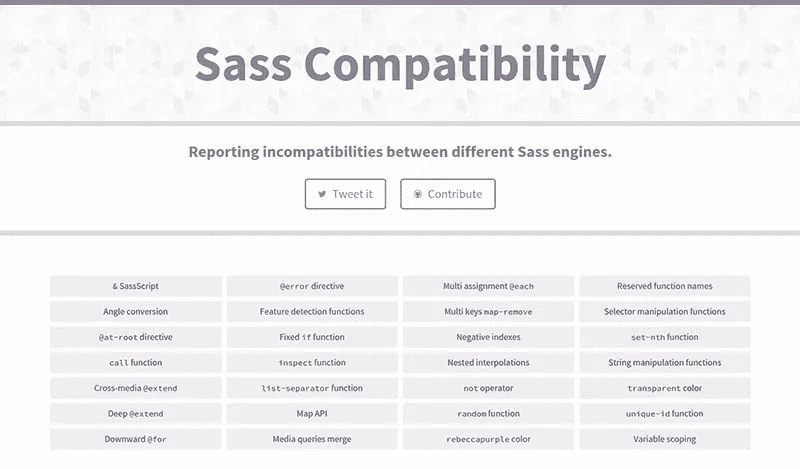 Sass Compatibility
Reporting incompatibilities between different Sass engines.
Tweet it
Contribute
& SassScript
@error directive
Multi assignment @each
Reserved function names
Angle conversion
Feature detection functions
Multi keys map-remove
Selector manipulation functions
@at-root directive
Fixed if function
Negative indexes
set-nth function
call function
inspect function
Nested interpolations
String manipulation functions
Cross-media @extend
list-separator function
not operator
transparent color
Deep @extend
Map API
random function
unique-id function
Downward @for
Media queries merge
rebeccapurple color
Variable scoping